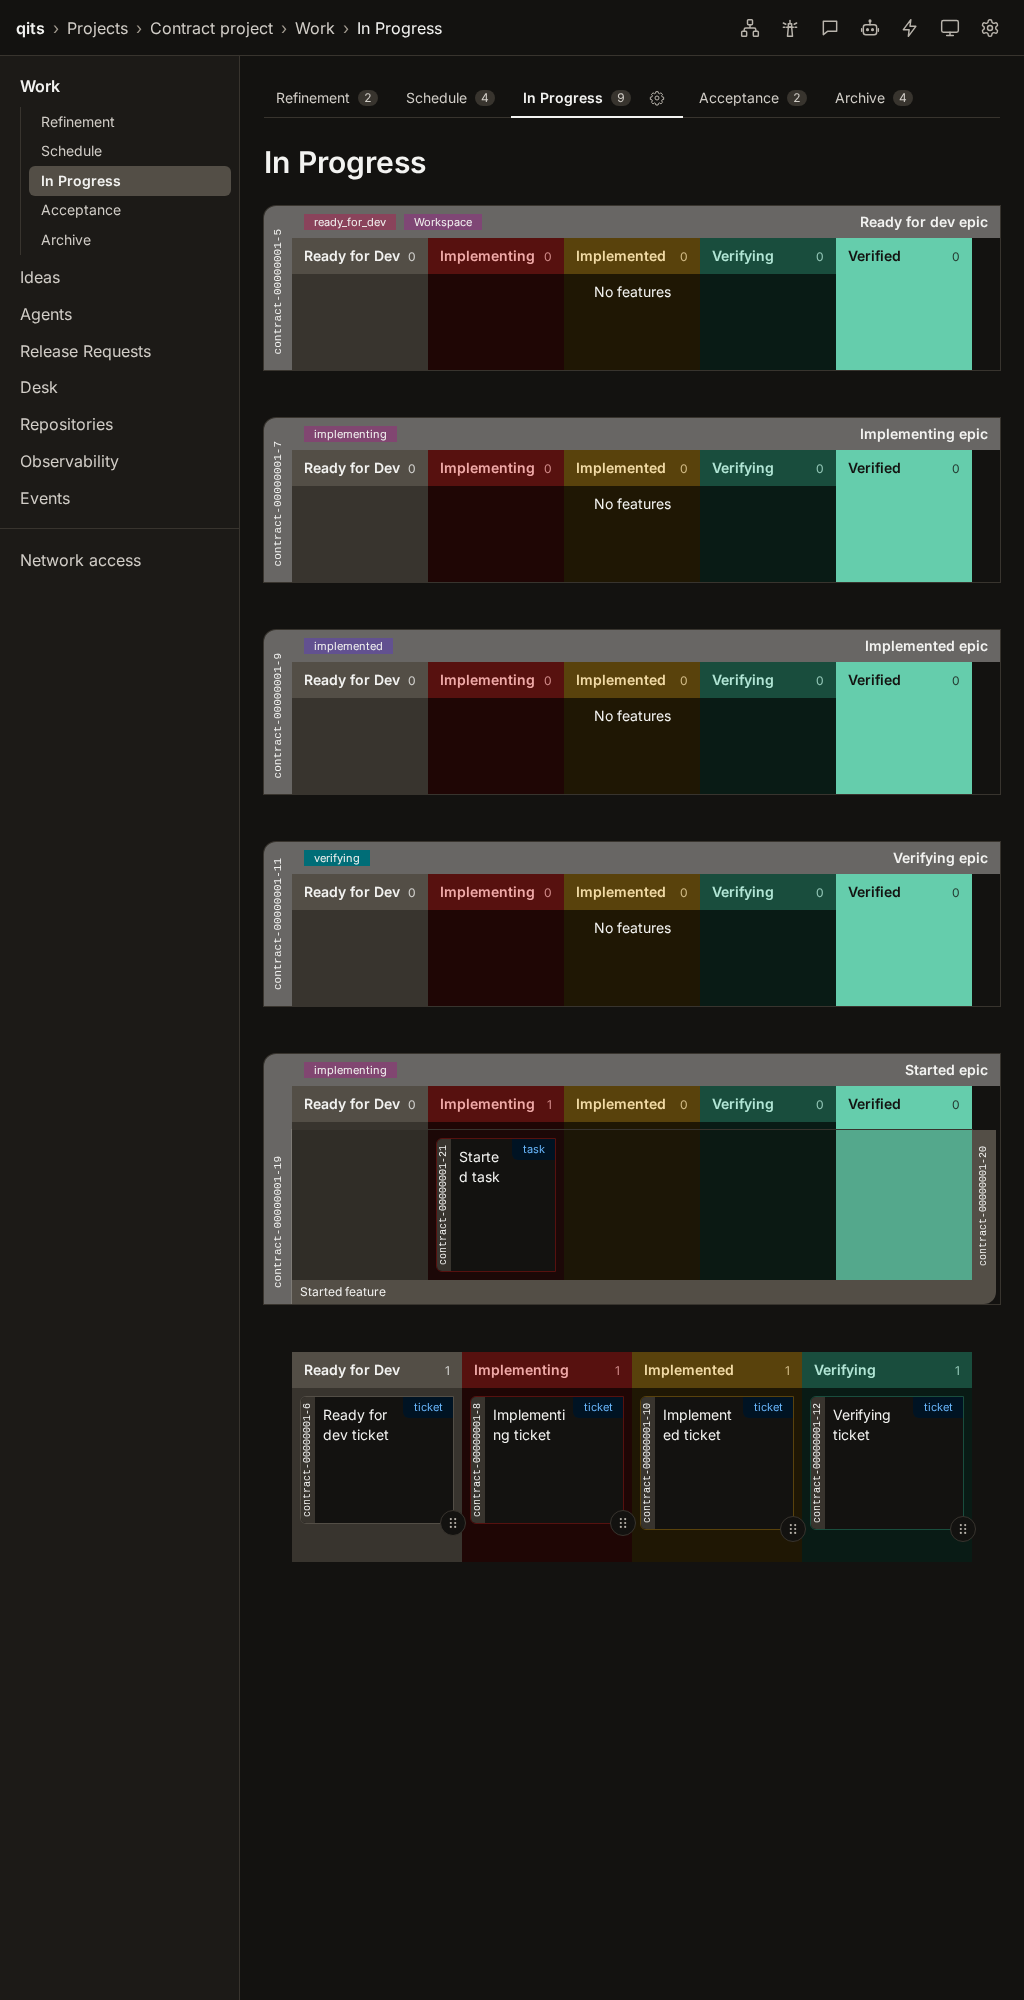 qits › Projects › Contract project › Work › In Progress
Work
Refinement
Schedule
In Progress
Acceptance
Archive
Ideas
Agents
Release Requests
Desk
Repositories
Observability
Events
Network access
Refinement 2 Schedule 4 In Progress 9 Acceptance 2 Archive 4
In Progress
contract-00000001-5
ready_for_dev Workspace Ready for dev epic
Ready for Dev 0 Implementing 0 Implemented 0 Verifying 0 Verified 0
No features
contract-00000001-7
implementing Implementing epic
Ready for Dev 0 Implementing 0 Implemented 0 Verifying 0 Verified 0
No features
contract-00000001-9
implemented Implemented epic
Ready for Dev 0 Implementing 0 Implemented 0 Verifying 0 Verified 0
No features
contract-00000001-11
verifying Verifying epic
Ready for Dev 0 Implementing 0 Implemented 0 Verifying 0 Verified 0
No features
contract-00000001-19
implementing Started epic
Ready for Dev 0 Implementing 1 Implemented 0 Verifying 0 Verified 0
contract-00000001-21
task
Starte
d task
contract-00000001-20
Started feature
Ready for Dev 1 Implementing 1 Implemented 1 Verifying 1
contract-00000001-6
ticket
Ready for
dev ticket
contract-00000001-8
ticket
Implementi
ng ticket
contract-00000001-10
ticket
Implement
ed ticket
contract-00000001-12
ticket
Verifying
ticket